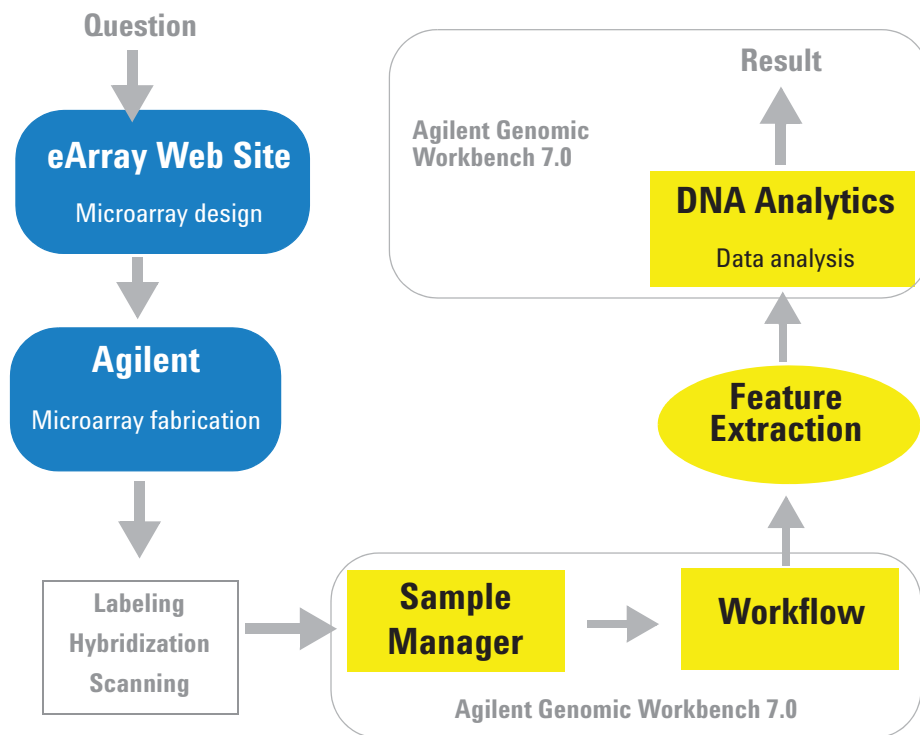 Question
eArray Web Site
Microarray design
Agilent
Microarray fabrication
Labeling
Hybridization
Scanning
Sample
Manager
Workflow
Agilent Genomic Workbench 7.0
Feature
Extraction
DNA Analytics
Data analysis
Agilent Genomic
Workbench 7.0
Result